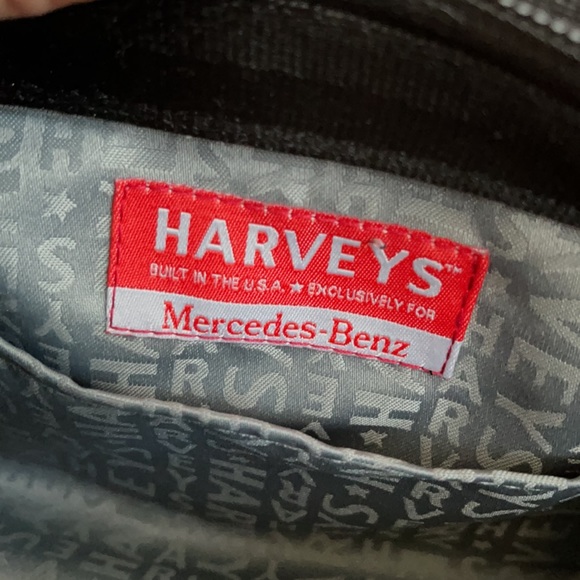 HARVEYS™
BUILT IN THE U.S.A. ★ EXCLUSIVELY FOR
Mercedes-Benz